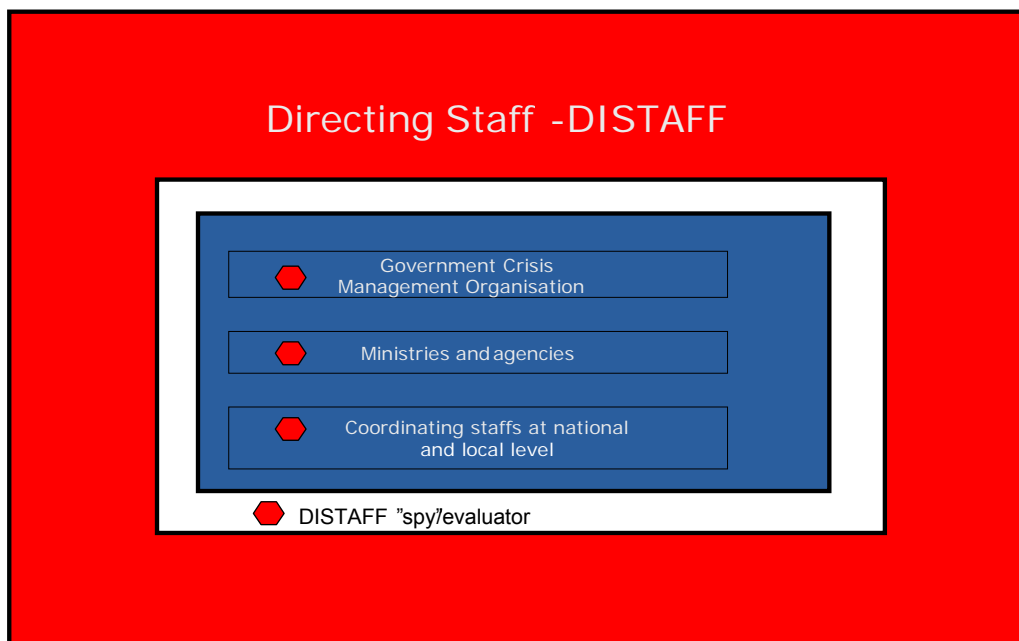 Directing Staff -DISTAFF
Government Crisis
Management Organisation
Ministries and agencies
Coordinating staffs at national
and local level
DISTAFF ”spy”/evaluator